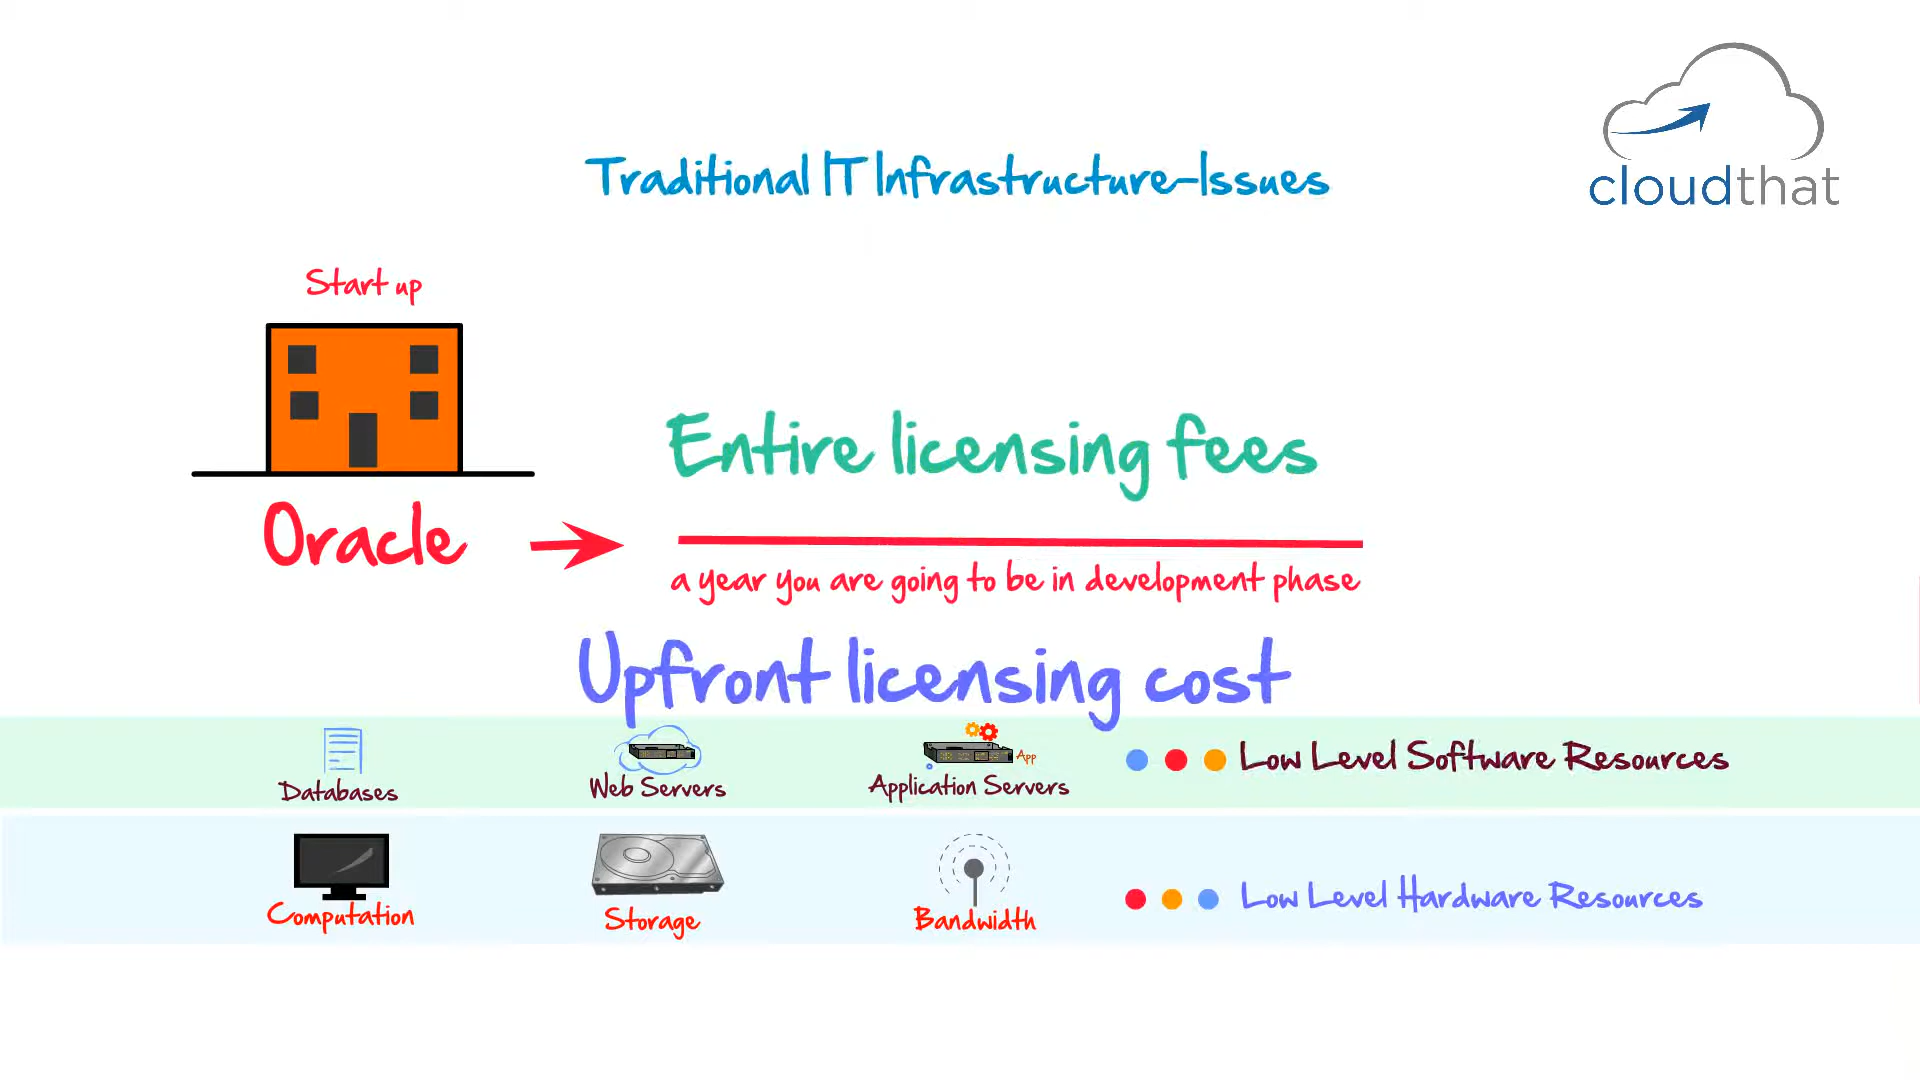 cloudthat
Traditional IT Infrastructure-Issues
Start up
Entire licensing fees
Oracle
a year you are going to be in development phase
Upfront licensing cost
App
Databases
Web Servers
Application Servers
Low Level Software Resources
Computation
Storage
Bandwidth
Low Level Hardware Resources